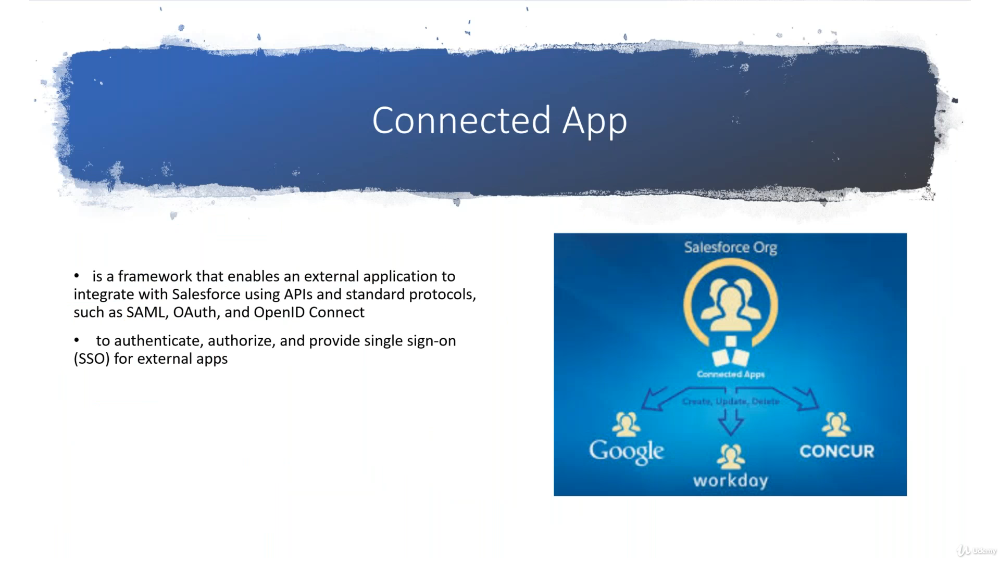 Connected App
• is a framework that enables an external application to
integrate with Salesforce using APIs and standard protocols,
such as SAML, OAuth, and OpenID Connect
• to authenticate, authorize, and provide single sign-on
(SSO) for external apps
Salesforce Org
Connected Apps
Create, Update, Delete
Google
CONCUR
workday
Udemy